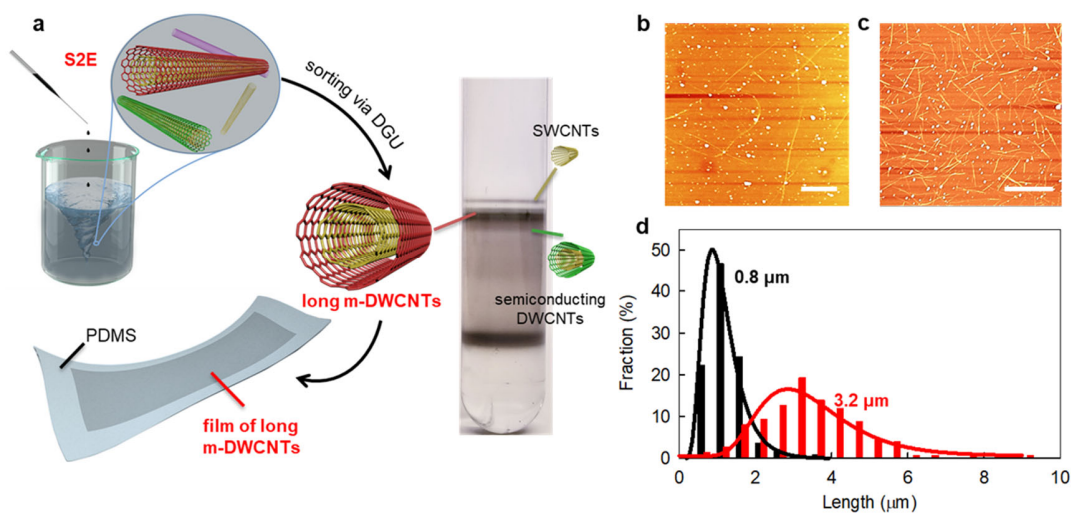 a
S2E
sorting via DGU
SWCNTs
long m-DWCNTs
semiconducting
DWCNTs
PDMS
film of long
m-DWCNTs
b
c
d
50
40
30
20
10
0
Fraction (%)
0.8 µm
3.2 µm
0
2
4
6
8
10
Length (µm)